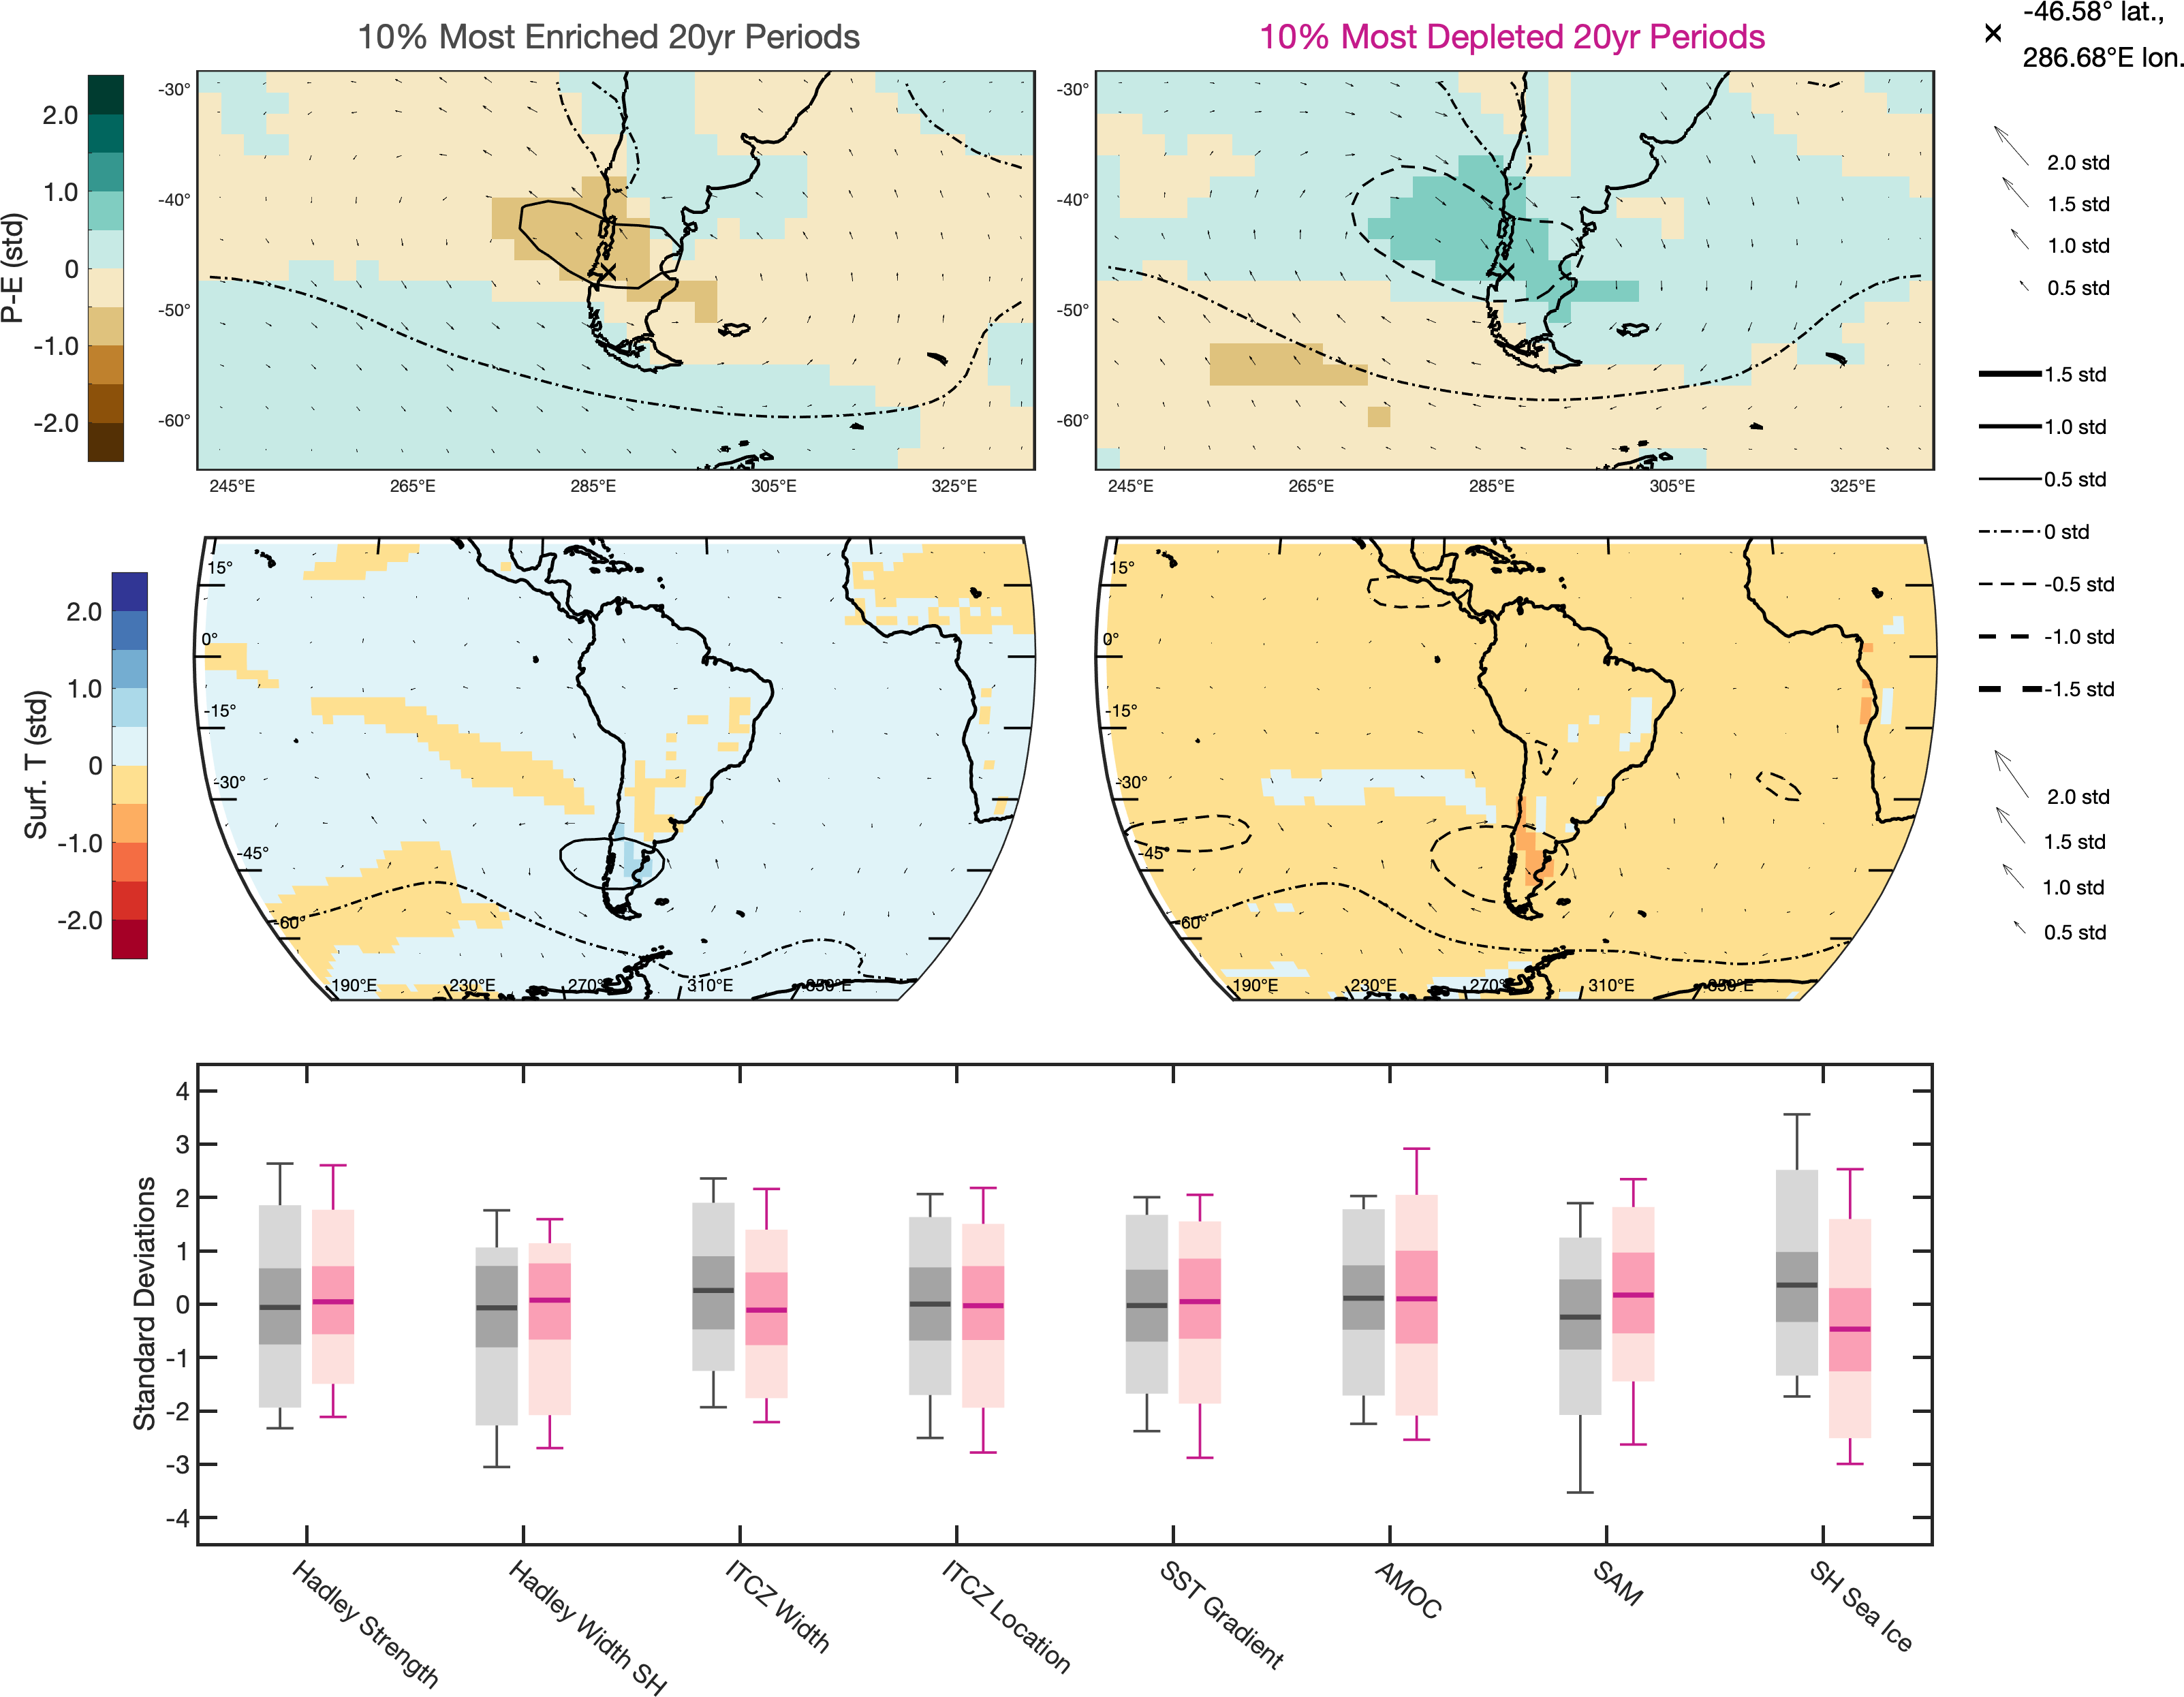 10% Most Enriched 20yr Periods
10% Most Depleted 20yr Periods
-46.58° lat.,
286.68°E lon.
P-E (std)
2.0
1.0
0
-1.0
-2.0
-30°
-40°
-50°
-60°
245°E 265°E 285°E 305°E 325°E
-30°
-40°
-50°
-60°
245°E 265°E 285°E 305°E 325°E
2.0 std
1.5 std
1.0 std
0.5 std
1.5 std
1.0 std
0.5 std
0 std
-0.5 std
-1.0 std
-1.5 std
2.0 std
1.5 std
1.0 std
0.5 std
Surf. T (std)
2.0
1.0
0
-1.0
-2.0
15°
0°
-15°
-30°
-45°
-60°
190°E 230°E 270° 310°E 350°E
15°
0°
-15°
-30°
-45
-60°
190°E 230°E 270° 310°E 350°E
Standard Deviations
4
3
2
1
0
-1
-2
-3
-4
Hadley Strength
Hadley Width SH
ITCZ Width
ITCZ Location
SST Gradient
AMOC
SAM
SH Sea Ice